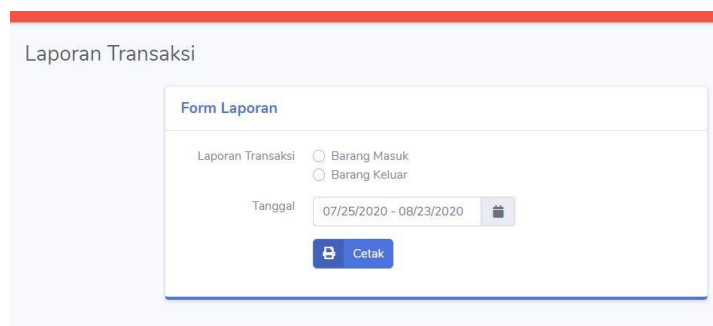 Laporan Transaksi
Form Laporan
Laporan Transaksi
Barang Masuk
Barang Keluar
Tanggal
07/25/2020 - 08/23/2020
Cetak